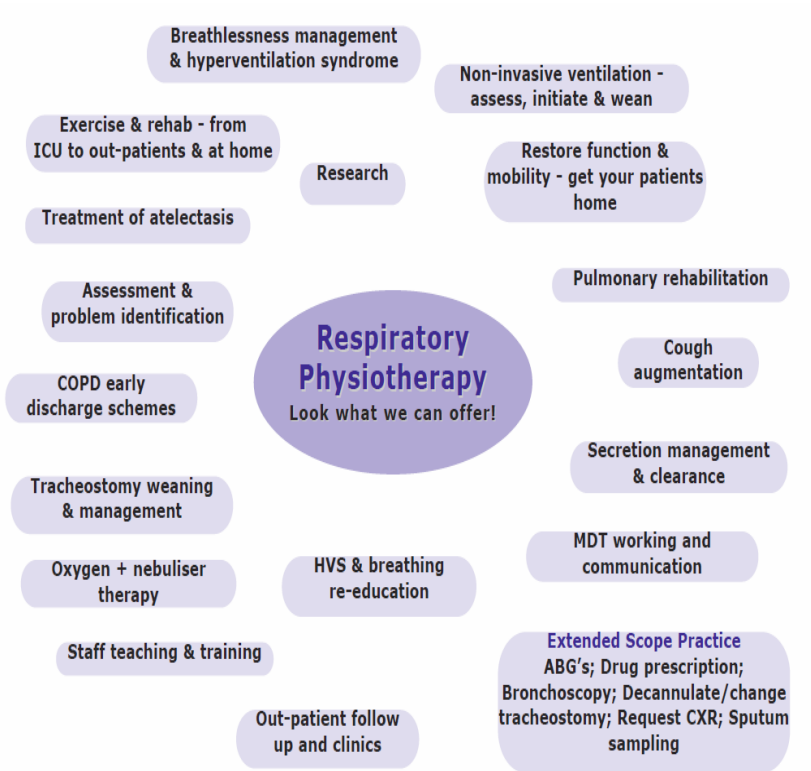 Breathlessness management
& hyperventilation syndrome
Non-invasive ventilation -
assess, initiate & wean
Exercise & rehab - from
ICU to out-patients & at home
Research
Restore function &
mobility - get your patients
home
Treatment of atelectasis
Pulmonary rehabilitation
Assessment &
problem identification
Respiratory
Physiotherapy
Look what we can offer!
Cough
augmentation
COPD early
discharge schemes
Secretion management
& clearance
Tracheostomy weaning
& management
MDT working and
communication
Oxygen + nebuliser
therapy
HVS & breathing
re-education
Staff teaching & training
Extended Scope Practice
ABG's; Drug prescription;
Bronchoscopy; Decannulate/change
tracheostomy; Request CXR; Sputum
sampling
Out-patient follow
up and clinics